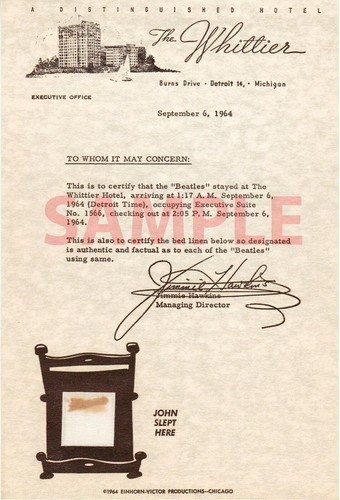 A DISTINGUISHED HOTEL
The Whittier
Burns Drive · Detroit 14, · Michigan
EXECUTIVE OFFICE
September 6, 1964
TO WHOM IT MAY CONCERN:
This is to certify that the "Beatles" stayed at The
Whittier Hotel, arriving at 1:17 A. M. September 6,
1964 (Detroit Time), occupying Executive Suite
No. 1566, checking out at 2:05 P. M. September 6,
1964.
SAMPLE
This is also to certify the bed linen below so designated
is authentic and factual as to each of the "Beatles"
using same.
Jimmie Hawkins
Jimmie Hawkins
Managing Director
JOHN
SLEPT
HERE
©1964 EINHORN-VICTOR PRODUCTIONS—CHICAGO